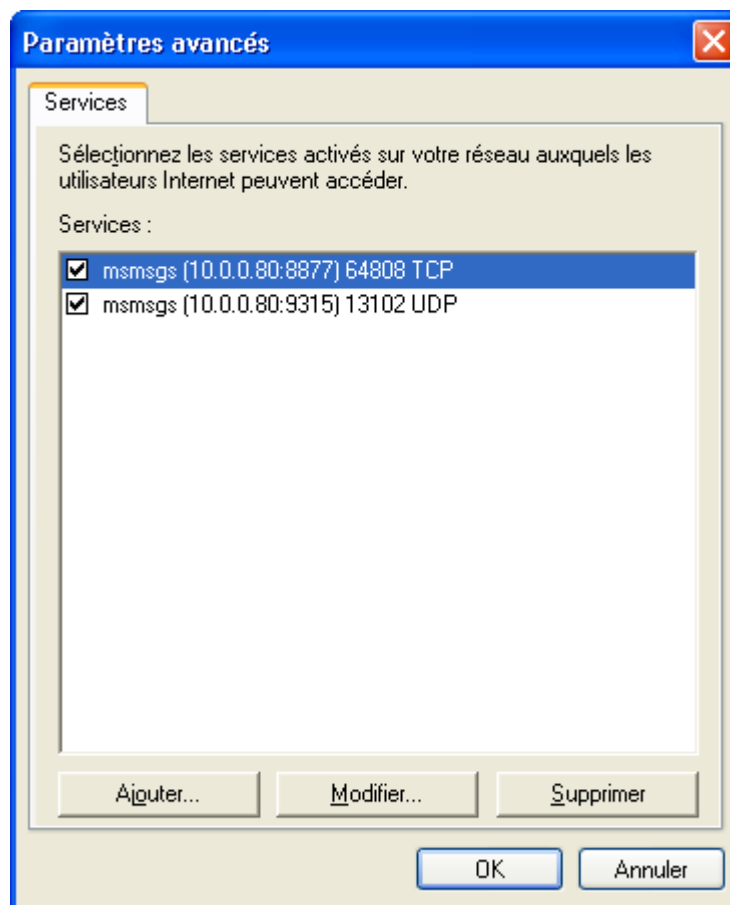 Paramètres avancés
Services
Sélectionnez les services activés sur votre réseau auxquels les
utilisateurs Internet peuvent accéder.
Services :
msmsgs (10.0.0.80:8877) 64808 TCP
msmsgs (10.0.0.80:9315) 13102 UDP
Ajouter... Modifier... Supprimer
OK Annuler